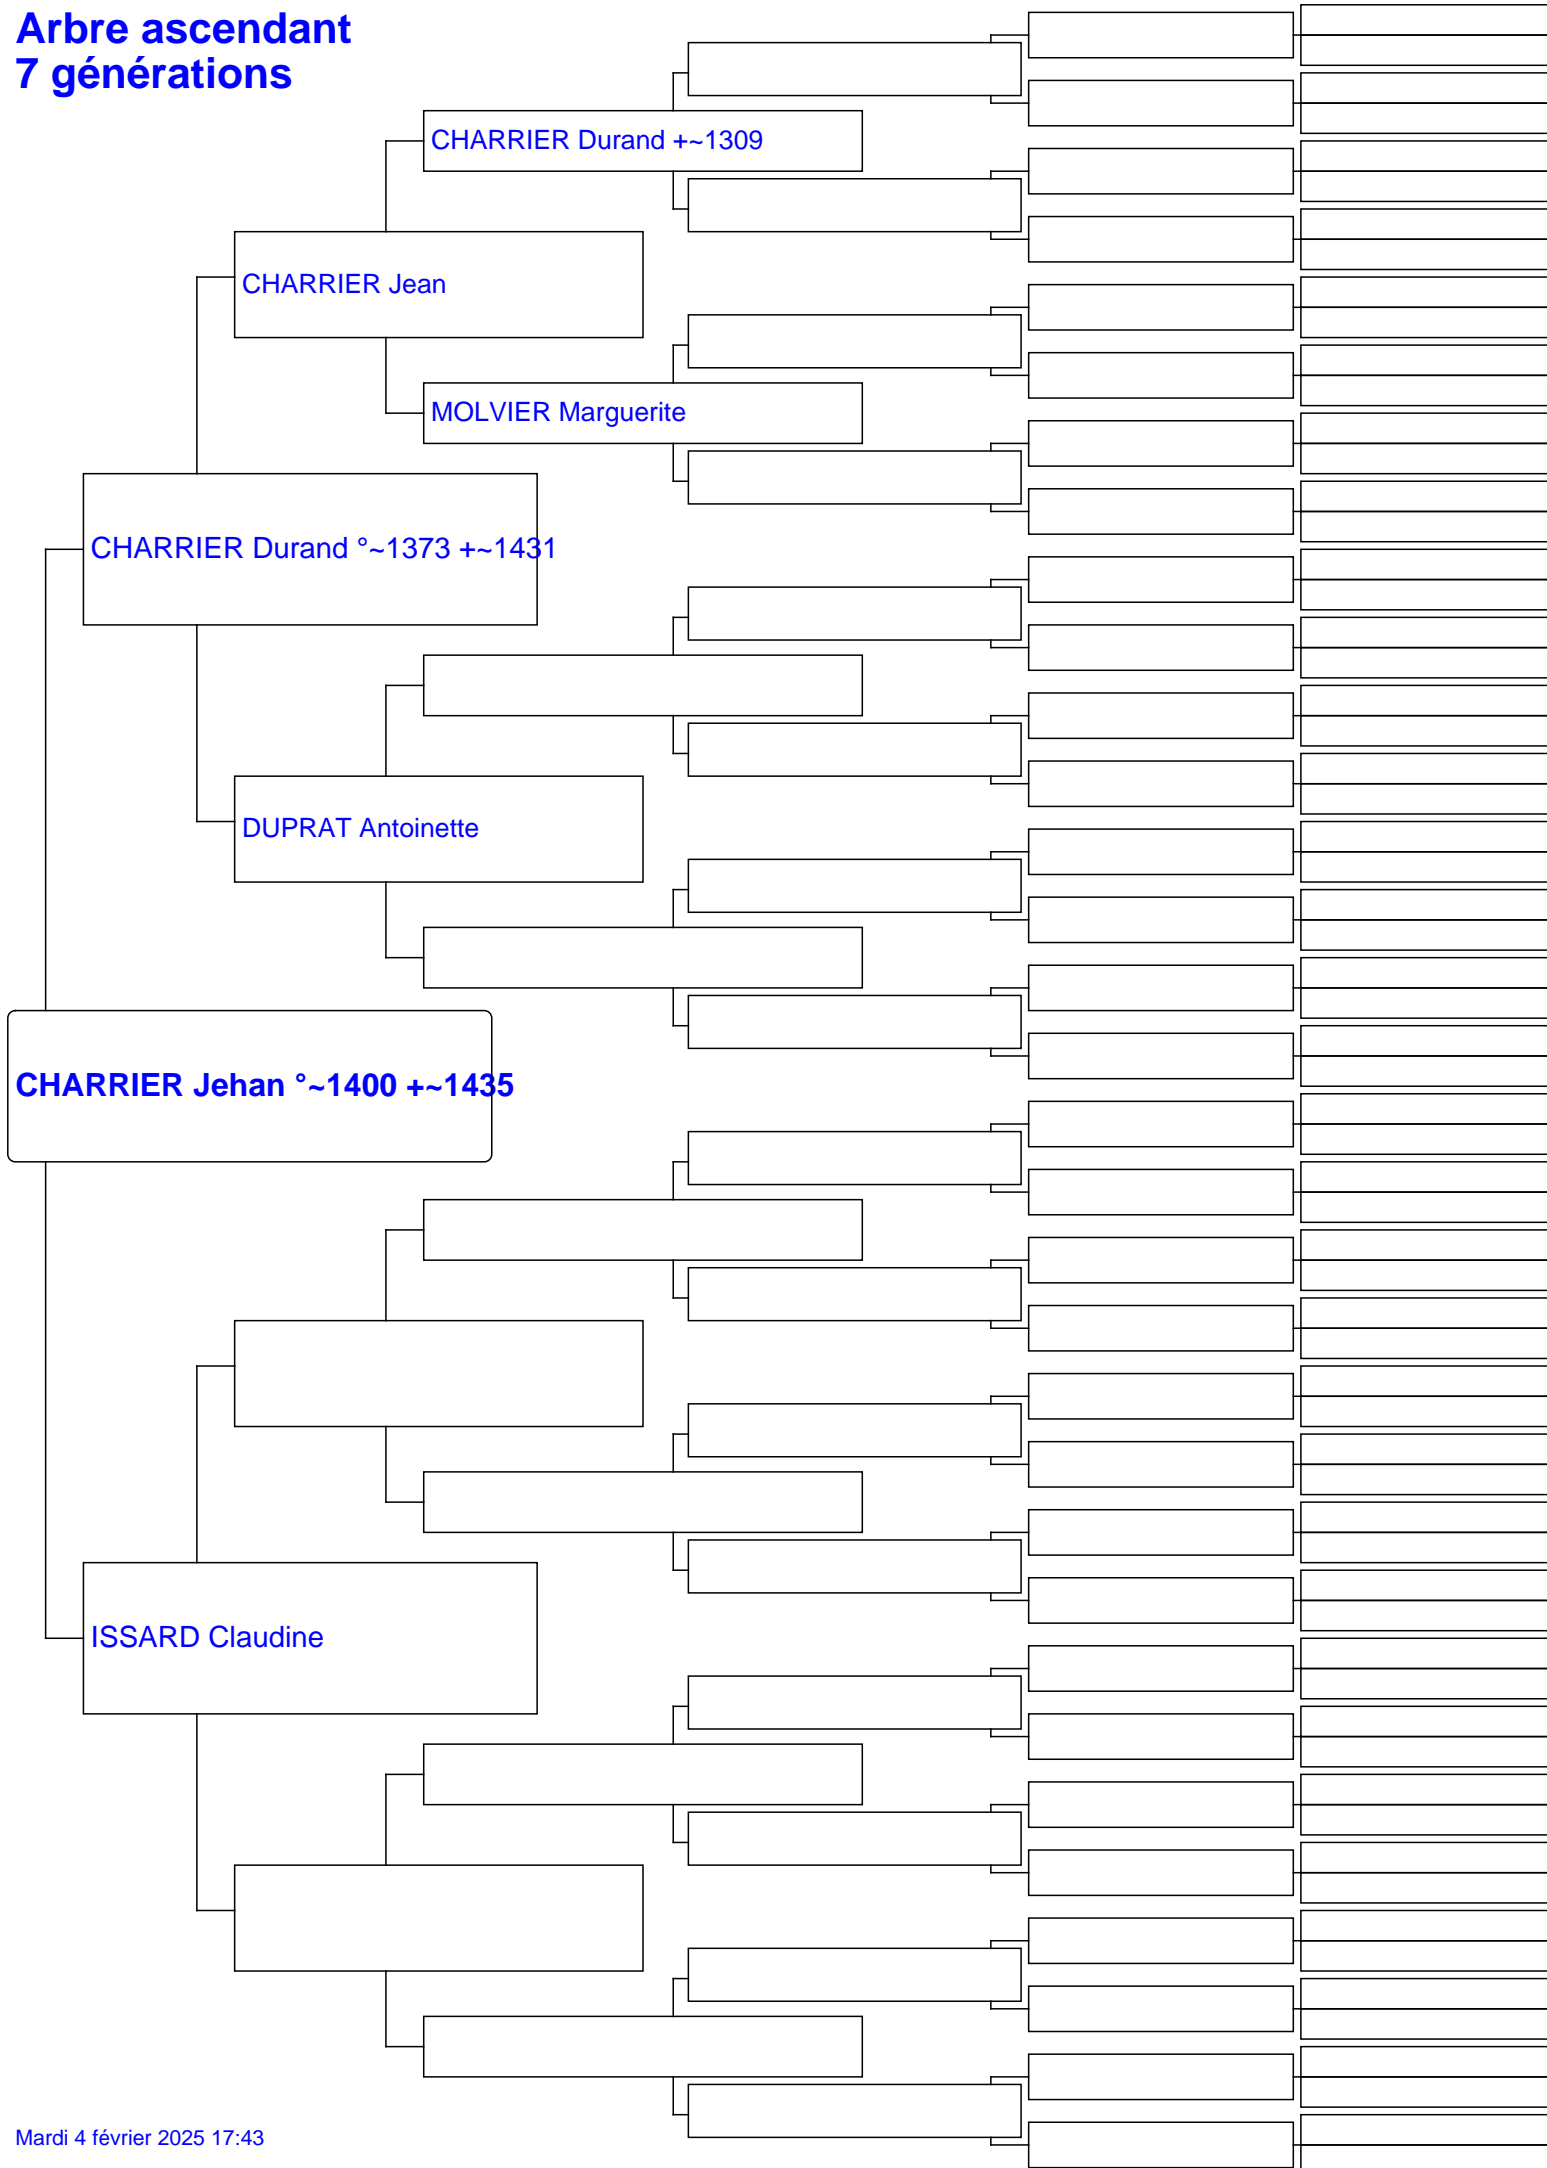 Arbre ascendant
7 générations
CHARRIER Durand +~1309
CHARRIER Jean
MOLVIER Marguerite
CHARRIER Durand °~1373 +~1431
DUPRAT Antoinette
CHARRIER Jehan °~1400 +~1435
ISSARD Claudine
Mardi 4 février 2025 17:43